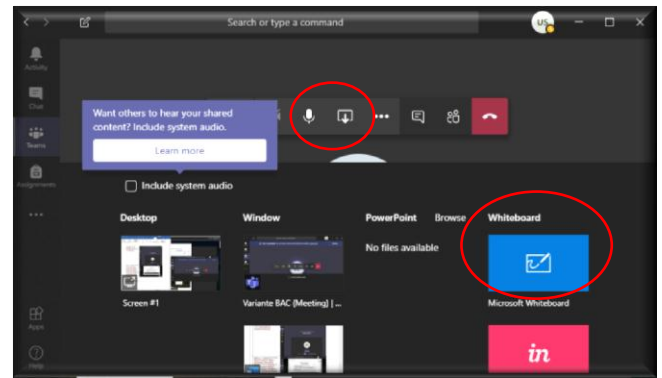 Search or type a command
US
Activity
Chat
Teams
Assignments
Apps
Help
Want others to hear your shared
content? Include system audio.
Learn more
Include system audio
Desktop
Window
PowerPoint
Browse
Whiteboard
No files available
Screen #1
Variante BAC (Meeting) | ...
Microsoft Whiteboard
in